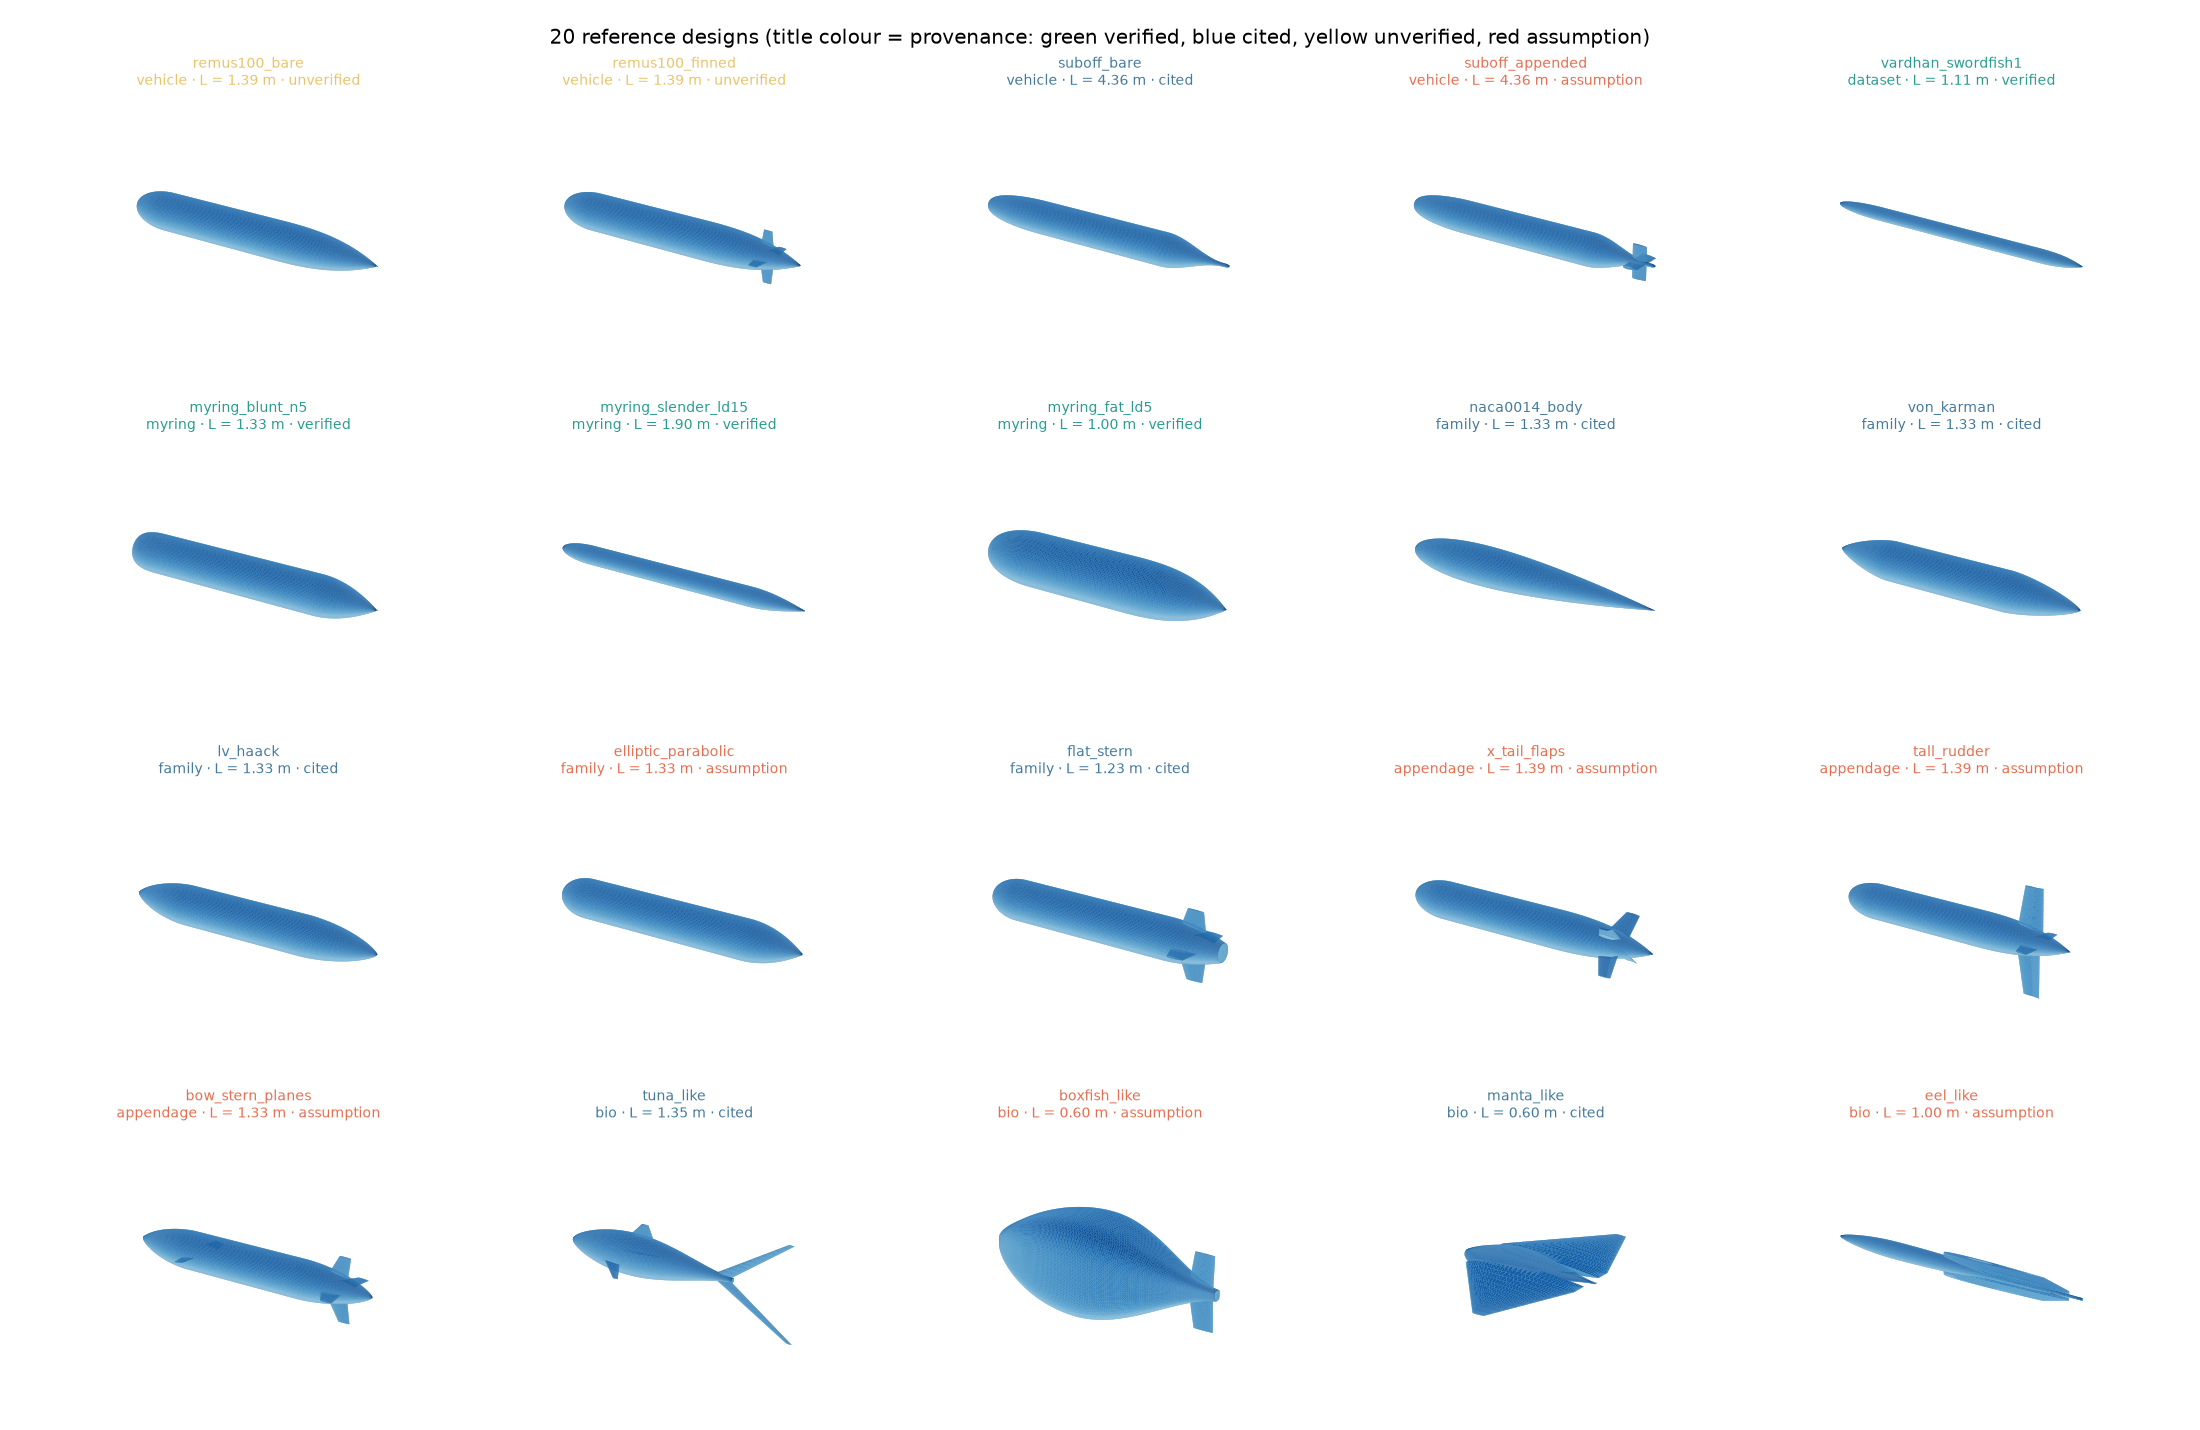 20 reference designs (title colour = provenance: green verified, blue cited, yellow unverified, red assumption)
remus100_bare
vehicle · L = 1.39 m · unverified
remus100_finned
vehicle · L = 1.39 m · unverified
suboff_bare
vehicle · L = 4.36 m · cited
suboff_appended
vehicle · L = 4.36 m · assumption
vardhan_swordfish1
dataset · L = 1.11 m · verified
myring_blunt_n5
myring · L = 1.33 m · verified
myring_slender_ld15
myring · L = 1.90 m · verified
myring_fat_ld5
myring · L = 1.00 m · verified
naca0014_body
family · L = 1.33 m · cited
von_karman
family · L = 1.33 m · cited
lv_haack
family · L = 1.33 m · cited
elliptic_parabolic
family · L = 1.33 m · assumption
flat_stern
family · L = 1.23 m · cited
x_tail_flaps
appendage · L = 1.39 m · assumption
tall_rudder
appendage · L = 1.39 m · assumption
bow_stern_planes
appendage · L = 1.33 m · assumption
tuna_like
bio · L = 1.35 m · cited
boxfish_like
bio · L = 0.60 m · assumption
manta_like
bio · L = 0.60 m · cited
eel_like
bio · L = 1.00 m · assumption